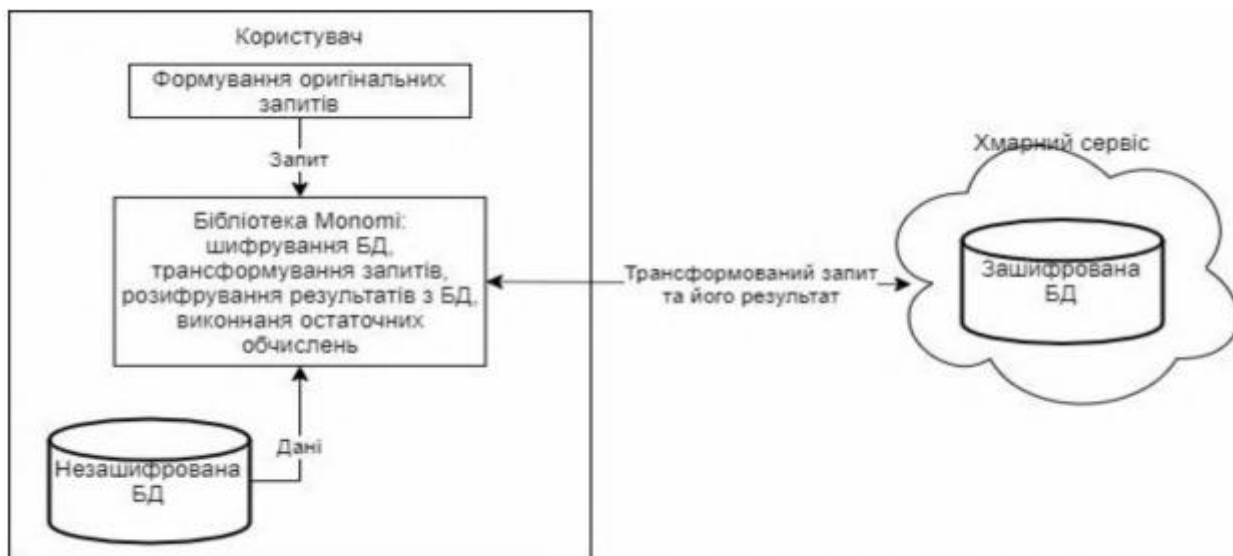 Користувач
Формування оригінальних
запитів
Запит
Бібліотека Monomi:
шифрування БД,
трансформування запитів,
розифрування результатів з БД,
виконнаня остаточних
обчислень
Дані
Незашифрована
БД
Трансформований запит
та його результат
Хмарний сервіс
Зашифрована
БД